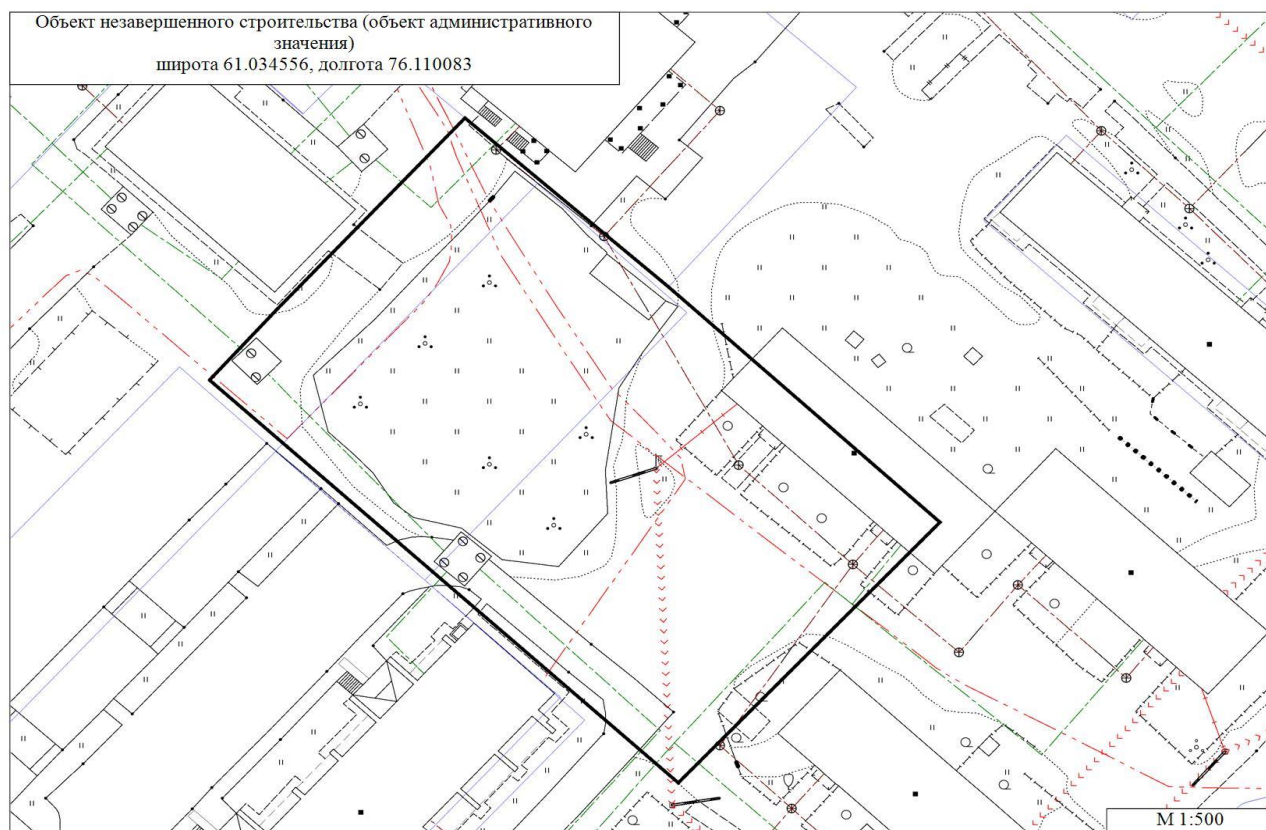 Объект незавершенного строительства (объект административного
значения)
широта 61.034556, долгота 76.110083
М 1:500